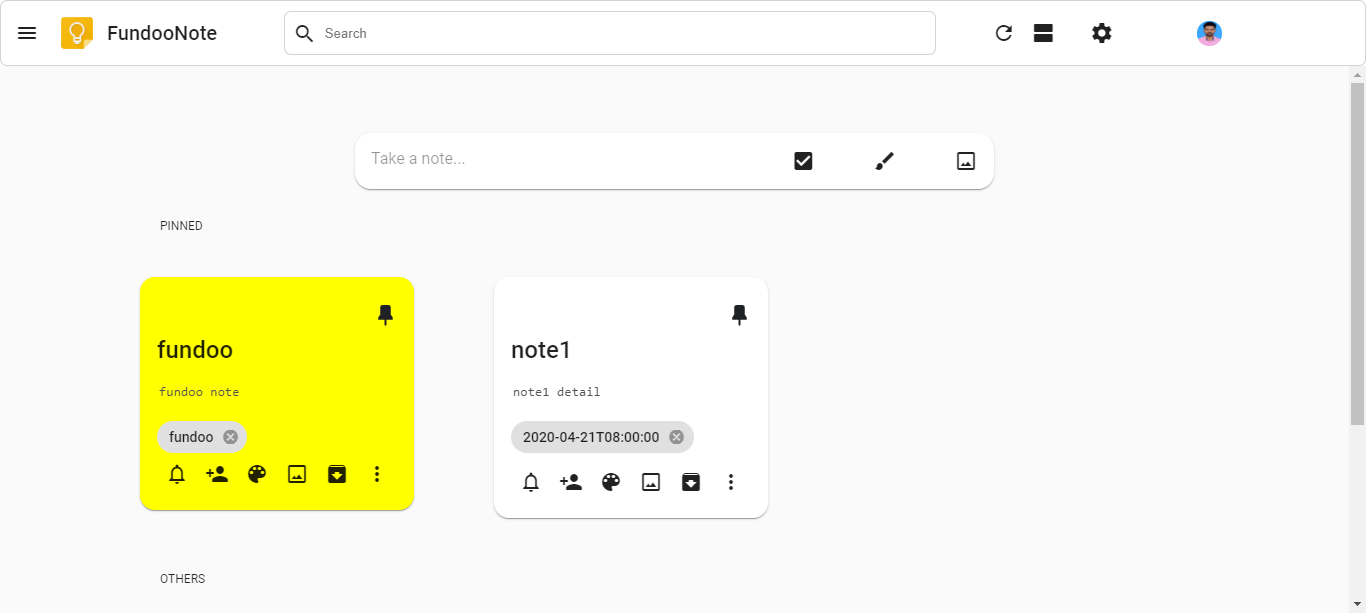 FundooNote
Search
Take a note...
PINNED
fundoo
fundoo note
fundoo
note1
note1 detail
2020-04-21T08:00:00
OTHERS